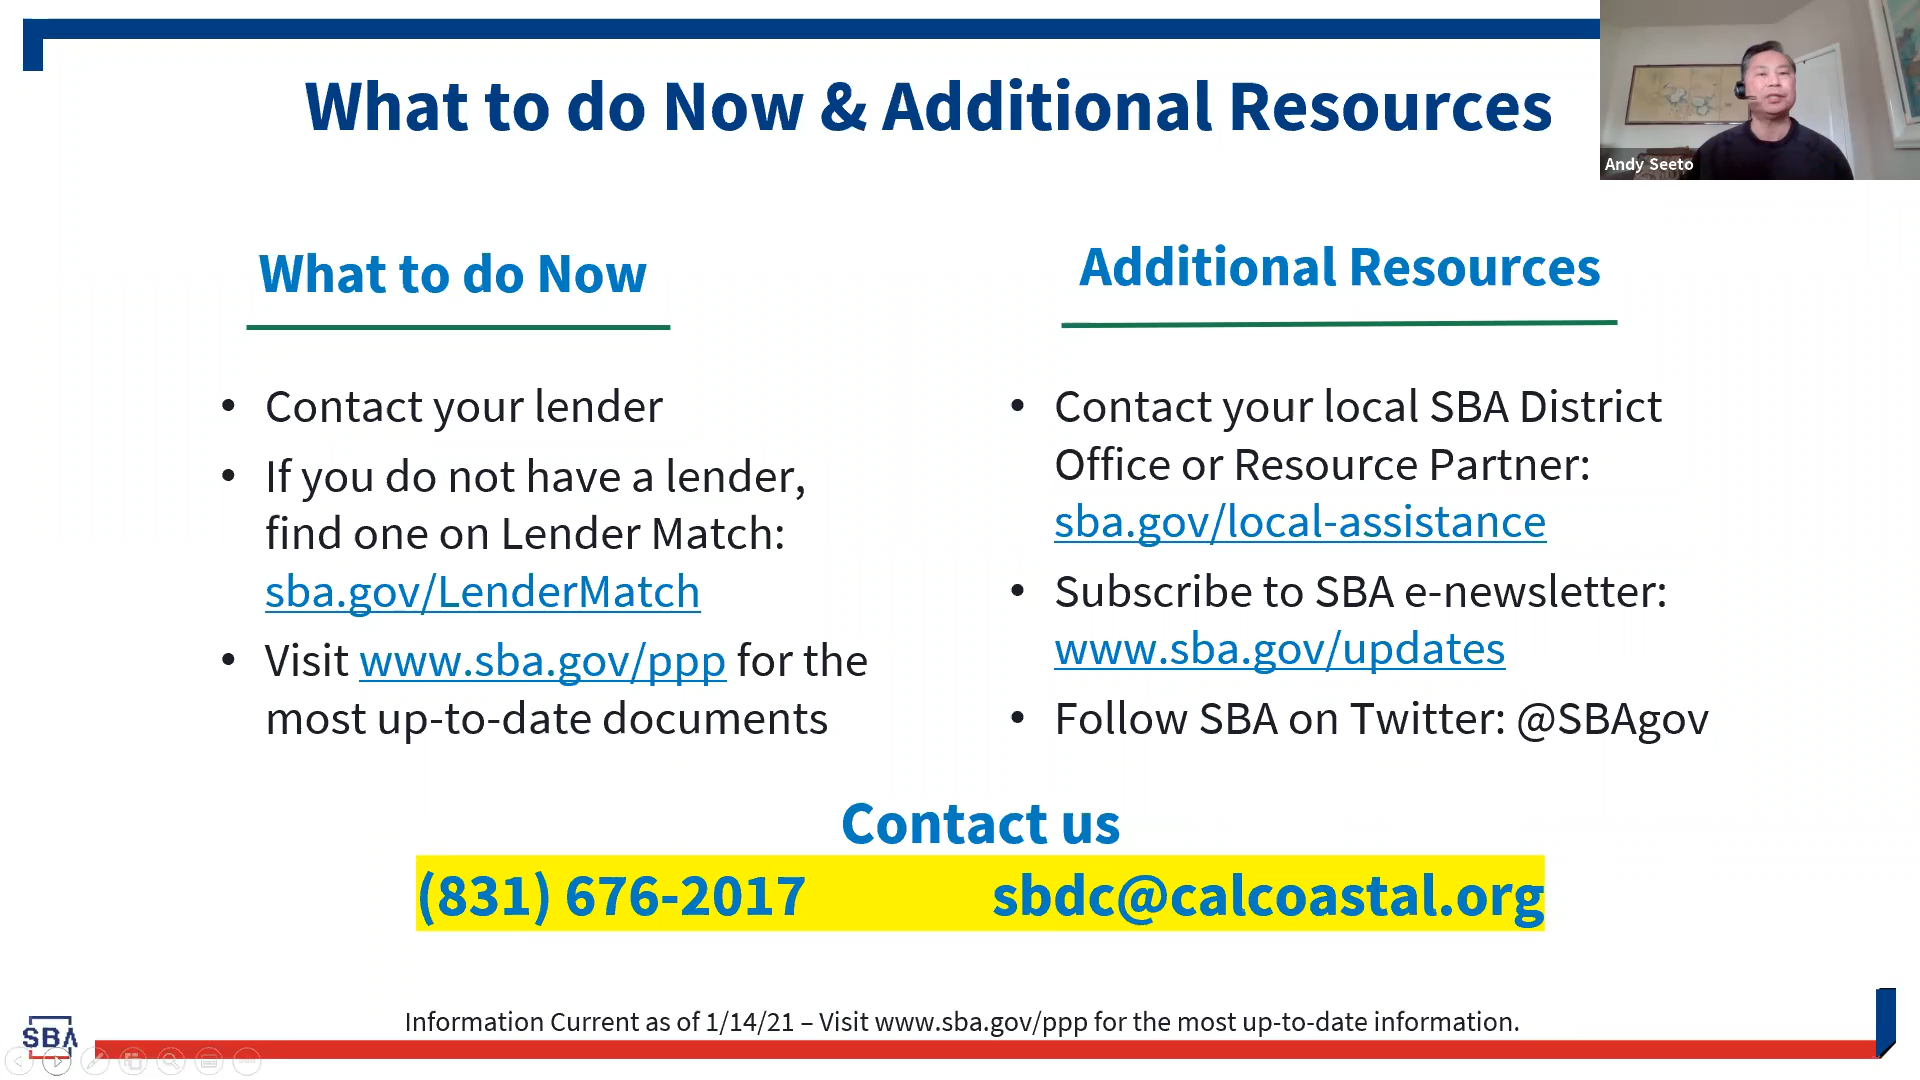 What to do Now & Additional Resources
Andy Seeto
What to do Now
• Contact your lender
• If you do not have a lender,
find one on Lender Match:
sba.gov/LenderMatch
• Visit www.sba.gov/ppp for the
most up-to-date documents
Additional Resources
• Contact your local SBA District
Office or Resource Partner:
sba.gov/local-assistance
• Subscribe to SBA e-newsletter:
www.sba.gov/updates
• Follow SBA on Twitter: @SBAgov
Contact us
(831) 676-2017 sbdc@calcoastal.org
Information Current as of 1/14/21 – Visit www.sba.gov/ppp for the most up-to-date information.
SBA